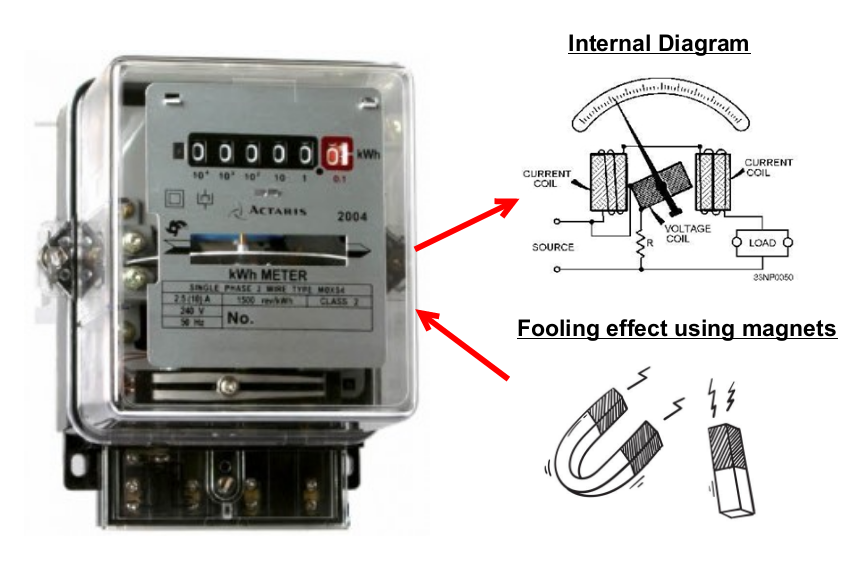 Internal Diagram
CURRENT
COIL
CURRENT
COIL
VOLTAGE
COIL
SOURCE
R
LOAD
3SNP0050
Fooling effect using magnets
0 0 0 0 0 01 kWh
10⁴ 10³ 10² 10 1 0.1
ACTARIS
2004
kWh METER
SINGLE PHASE 2 WIRE TYPE
2.5 (10) A 1500 rev/kWh CLASS 2
240 V
50 Hz
No.